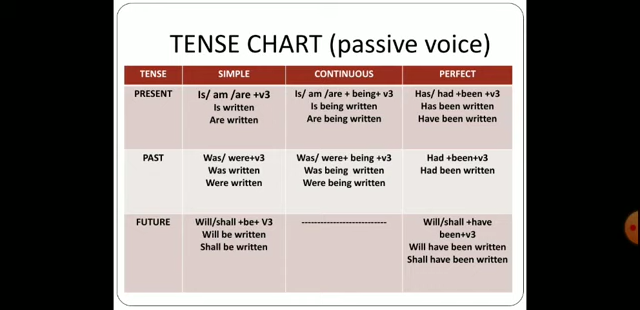 TENSE CHART (passive voice)
TENSE SIMPLE CONTINUOUS PERFECT
PRESENT Is/ am /are +v3 Is/ am /are + being+ v3 Has/ had +been +v3
Is written Is being written Has been written
Are written Are being written Have been written
PAST Was/ were+v3 Was/ were+ being +v3 Had +been+v3
Was written Was being written Had been written
Were written Were being written
FUTURE Will/shall +be+ V3 --------------------------- Will/shall +have
Will be written been+v3
Shall be written Will have been written
Shall have been written